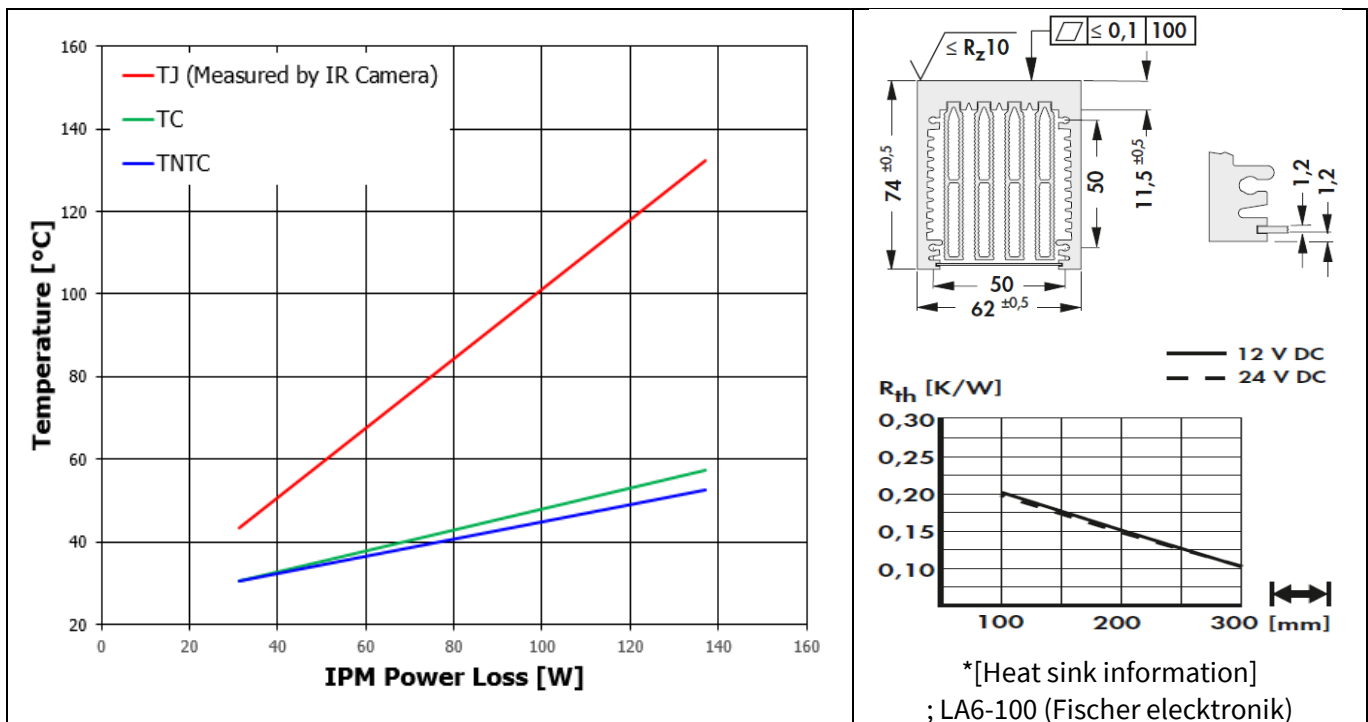 160
140
120
100
80
60
40
20
Temperature [°C]
TJ (Measured by IR Camera)
TC
TNTC
0 20 40 60 80 100 120 140 160
IPM Power Loss [W]
≤ Rz10
≤ 0,1 100
74 ±0,5
50
11,5 ±0,5
1,2
1,2
50
62 ±0,5
12 V DC
24 V DC
Rth [K/W]
0,30
0,25
0,20
0,15
0,10
100 200 300 [mm]
*[Heat sink information]
; LA6-100 (Fischer elecktronik)